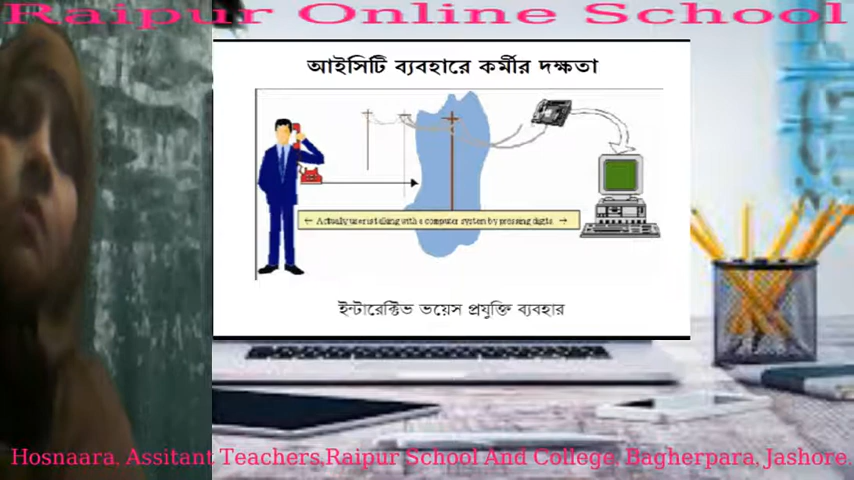 Raipur Online School
আইসিটি ব্যবহারে কর্মীর দক্ষতা
← Actually user is talking with a computer system by pressing digits →
ইন্টারেক্টিভ ভয়েস প্রযুক্তি ব্যবহার
Hosnaara, Assitant Teachers,Raipur School And College, Bagherpara, Jashore.